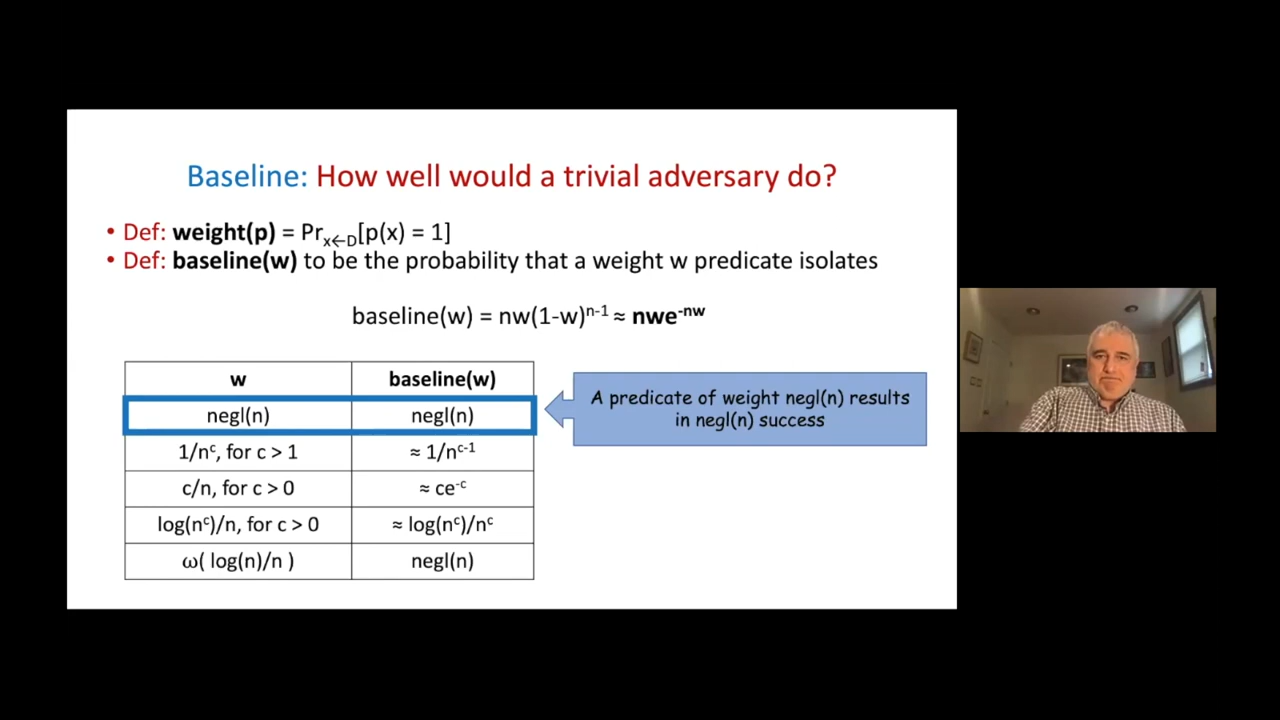 Baseline: How well would a trivial adversary do?
• Def: weight(p) = Pr_{x←D}[p(x) = 1]
• Def: baseline(w) to be the probability that a weight w predicate isolates
baseline(w) = nw(1-w)^{n-1} ≈ nwe^{-nw}
w baseline(w)
negl(n) negl(n)
1/n^c, for c > 1 ≈ 1/n^{c-1}
c/n, for c > 0 ≈ ce^{-c}
log(n^c)/n, for c > 0 ≈ log(n^c)/n^c
ω( log(n)/n ) negl(n)
A predicate of weight negl(n) results
in negl(n) success